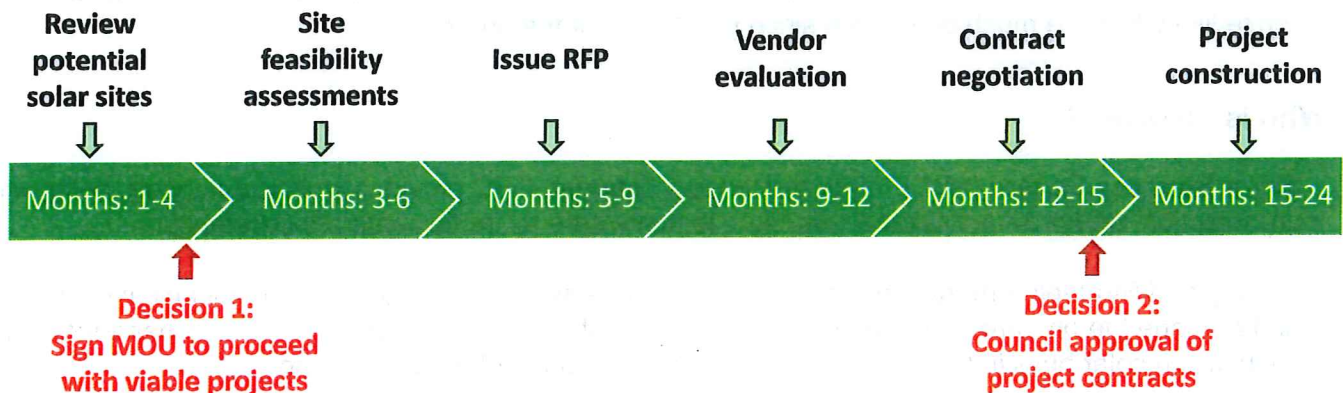 Review
potential
solar sites
Site
feasibility
assessments
Issue RFP
Vendor
evaluation
Contract
negotiation
Project
construction
Months: 1-4
Months: 3-6
Months: 5-9
Months: 9-12
Months: 12-15
Months: 15-24
Decision 1:
Sign MOU to proceed
with viable projects
Decision 2:
Council approval of
project contracts